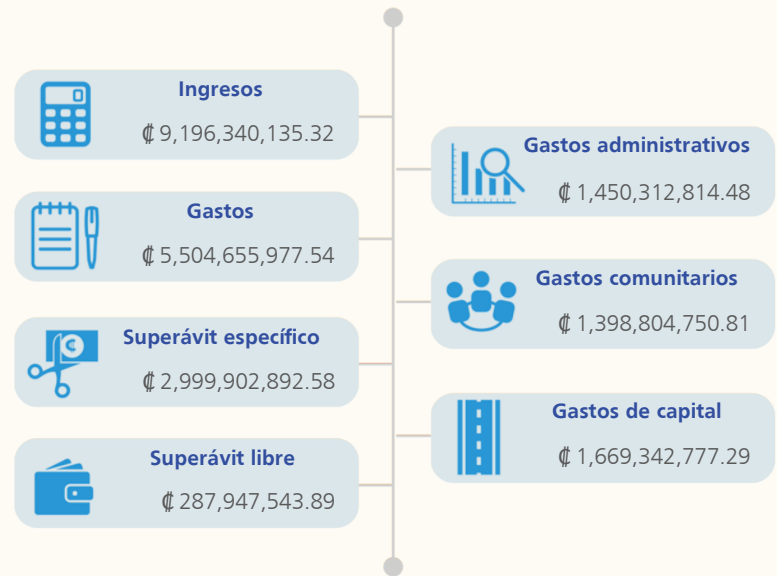 Ingresos
₡ 9,196,340,135.32
Gastos
₡ 5,504,655,977.54
Superávit específico
₡ 2,999,902,892.58
Superávit libre
₡ 287,947,543.89
Gastos administrativos
₡ 1,450,312,814.48
Gastos comunitarios
₡ 1,398,804,750.81
Gastos de capital
₡ 1,669,342,777.29